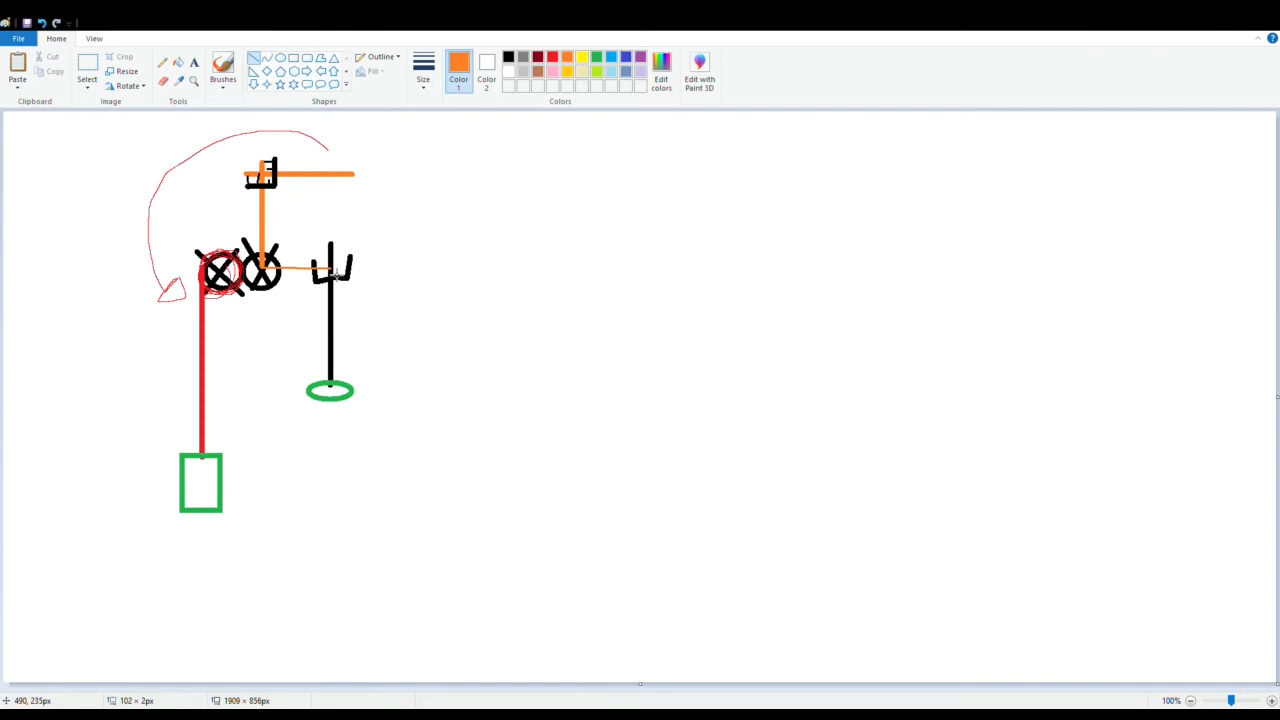 File Home View
Cut
Copy
Paste
Clipboard
Select
Crop
Resize
Rotate
Image
Tools
A
Brushes
Outline
Fill
Shapes
Size
Color
1
Color
2
Edit
colors
Colors
Edit with
Paint 3D
?
490, 235px 102 × 2px 1909 × 856px 100%